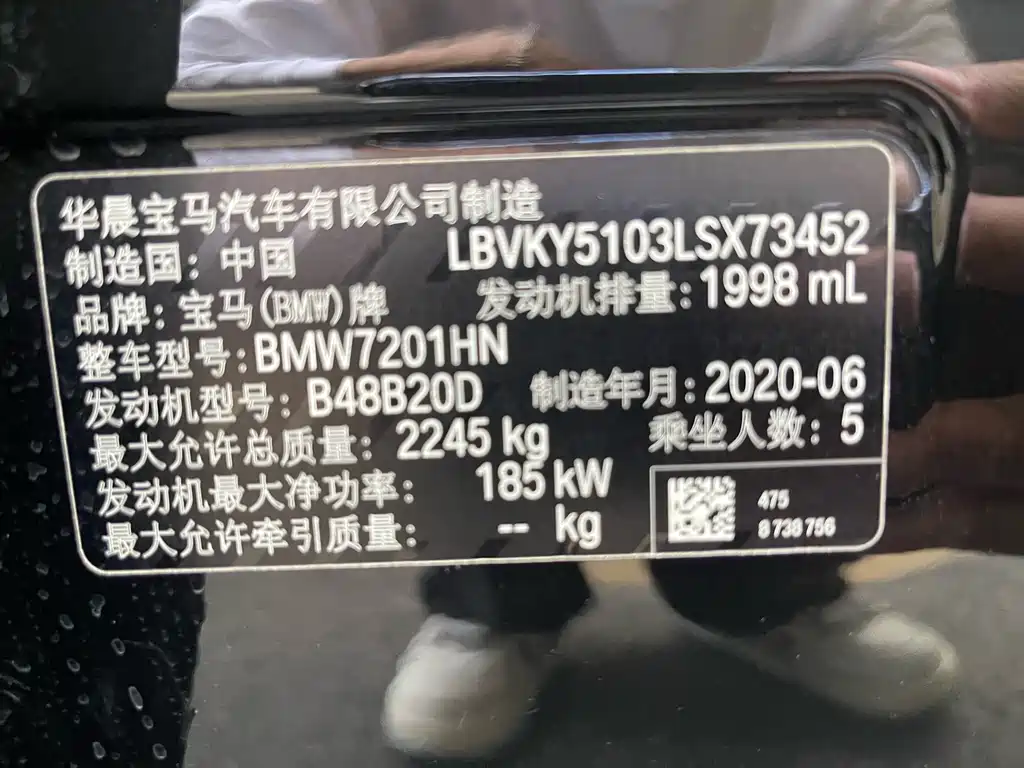 华晨宝马汽车有限公司制造
制造国：中国 LBVKY5103LSX73452
品牌：宝马(BMW)牌 发动机排量：1998 mL
整车型号：BMW7201HN
发动机型号：B48B20D 制造年月：2020-06
最大允许总质量：2245 kg 乘坐人数：5
发动机最大净功率：185 kW
最大允许牵引质量：-- kg
475
8 738 756